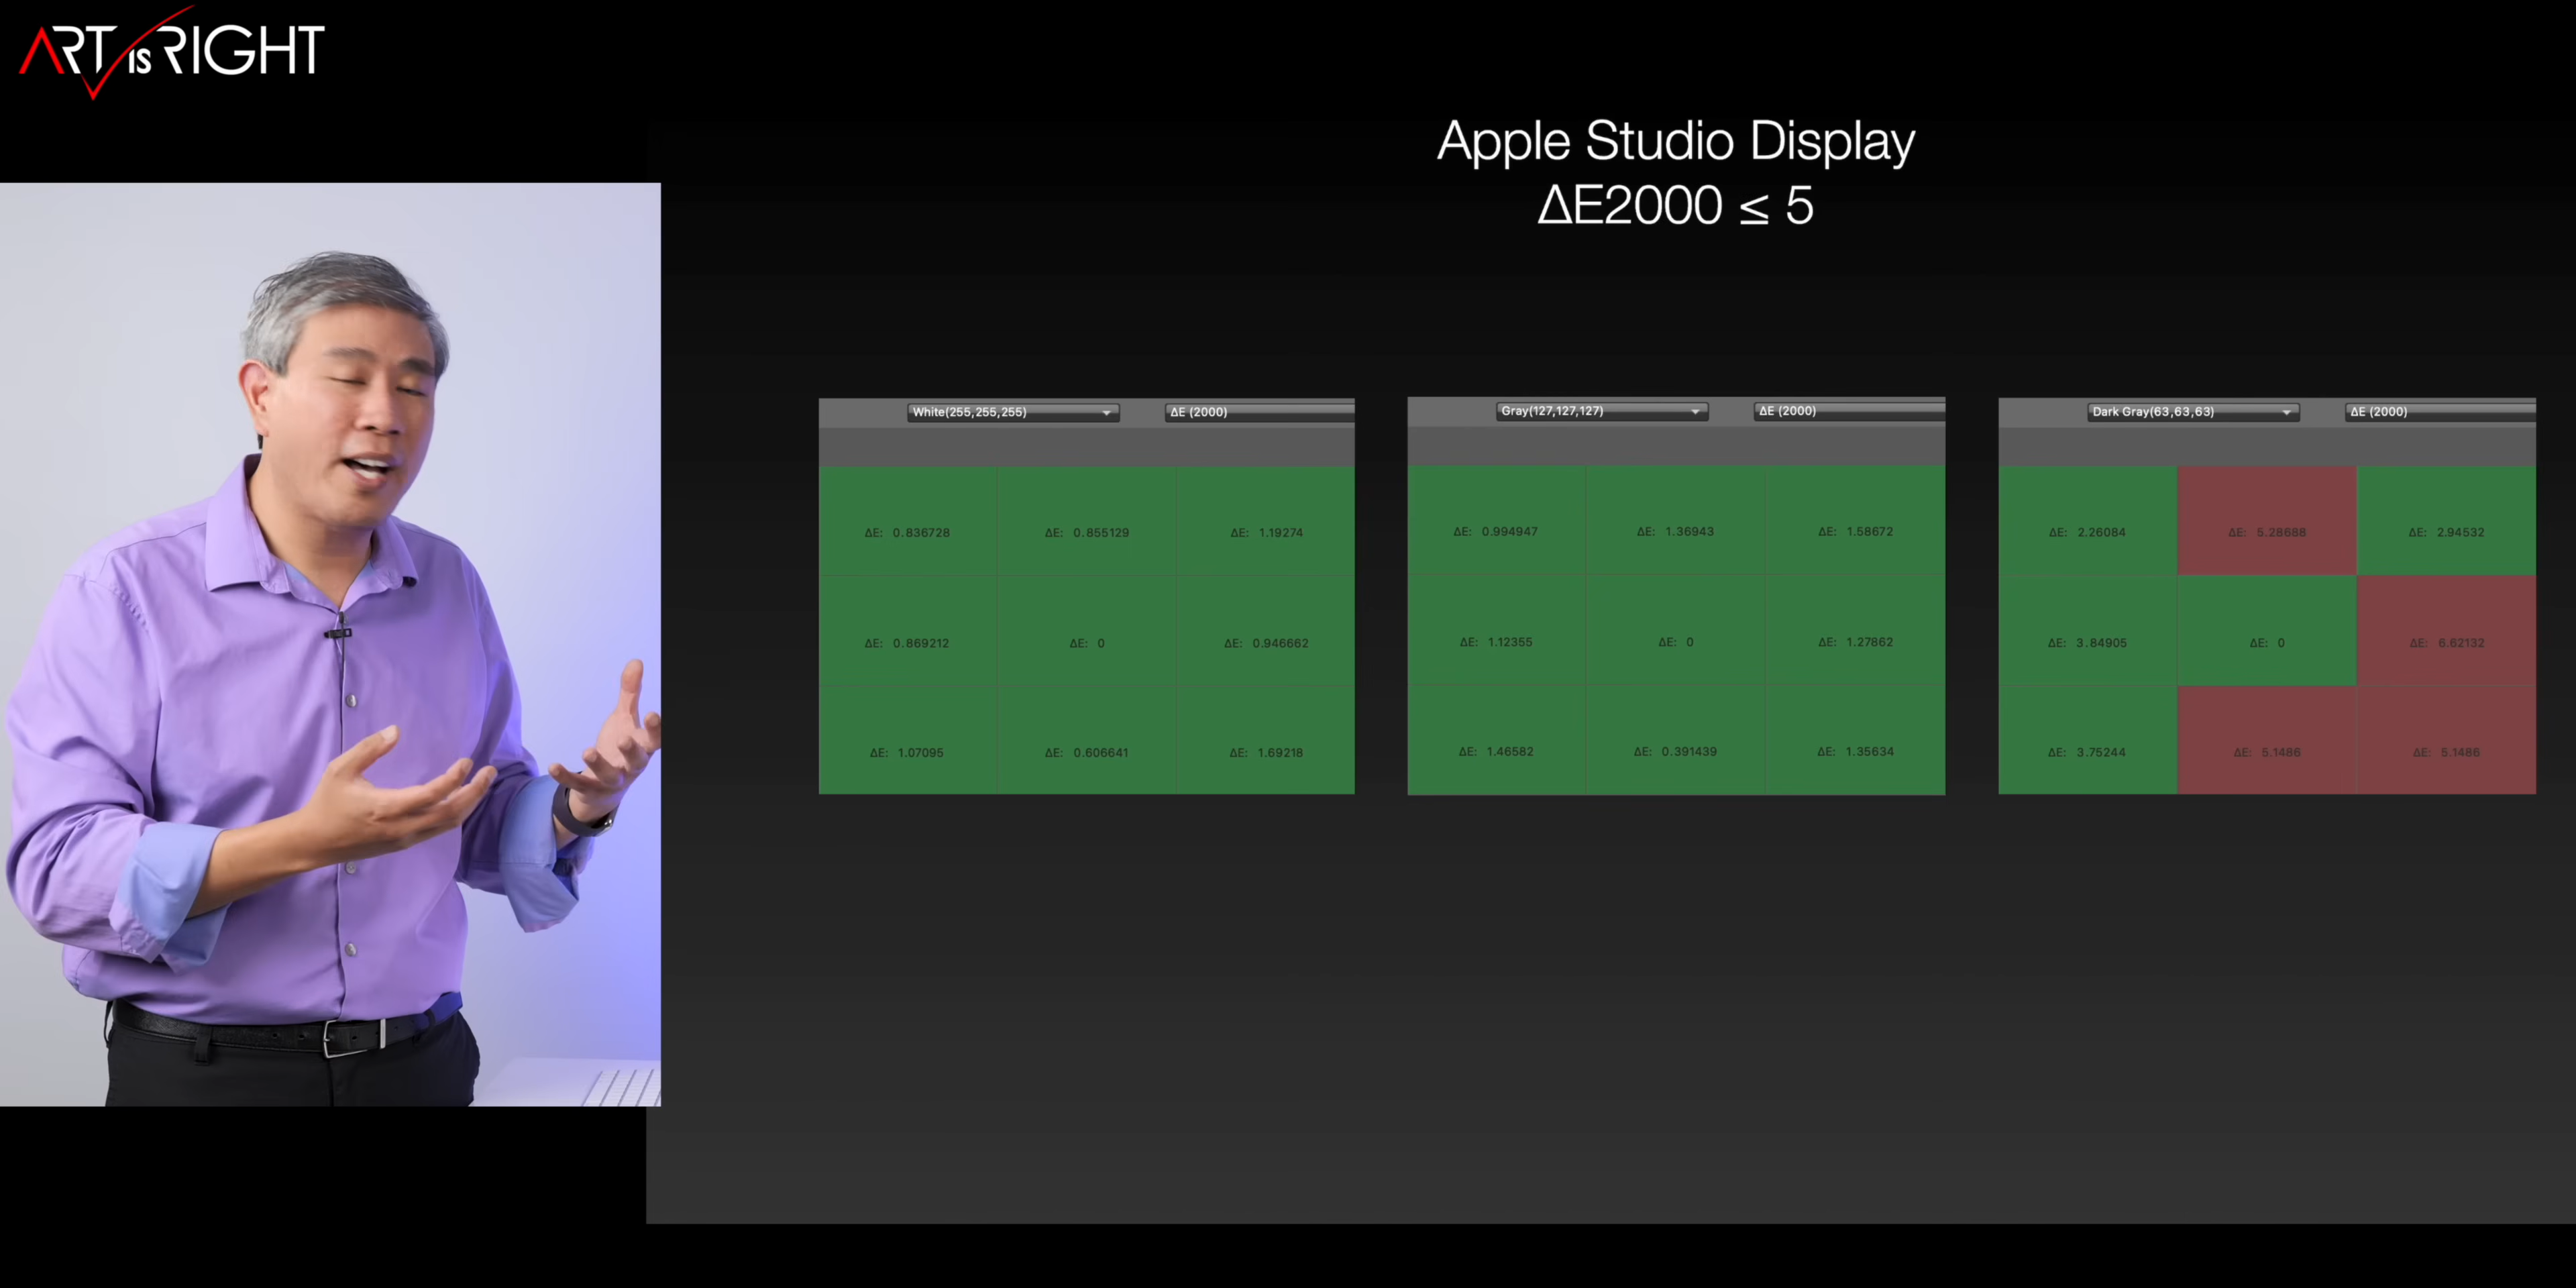 ART IS RIGHT
Apple Studio Display
ΔE2000 ≤ 5
White(255,255,255) ΔE (2000)
ΔE: 0.836728 ΔE: 0.855129 ΔE: 1.19274
ΔE: 0.869212 ΔE: 0 ΔE: 0.946662
ΔE: 1.07095 ΔE: 0.606641 ΔE: 1.69218
Gray(127,127,127) ΔE (2000)
ΔE: 0.994947 ΔE: 1.36943 ΔE: 1.58672
ΔE: 1.12355 ΔE: 0 ΔE: 1.27862
ΔE: 1.46582 ΔE: 0.391439 ΔE: 1.35634
Dark Gray(63,63,63) ΔE (2000)
ΔE: 2.26084 ΔE: 5.28688 ΔE: 2.94532
ΔE: 3.84905 ΔE: 0 ΔE: 6.62132
ΔE: 3.75244 ΔE: 5.1486 ΔE: 5.1486